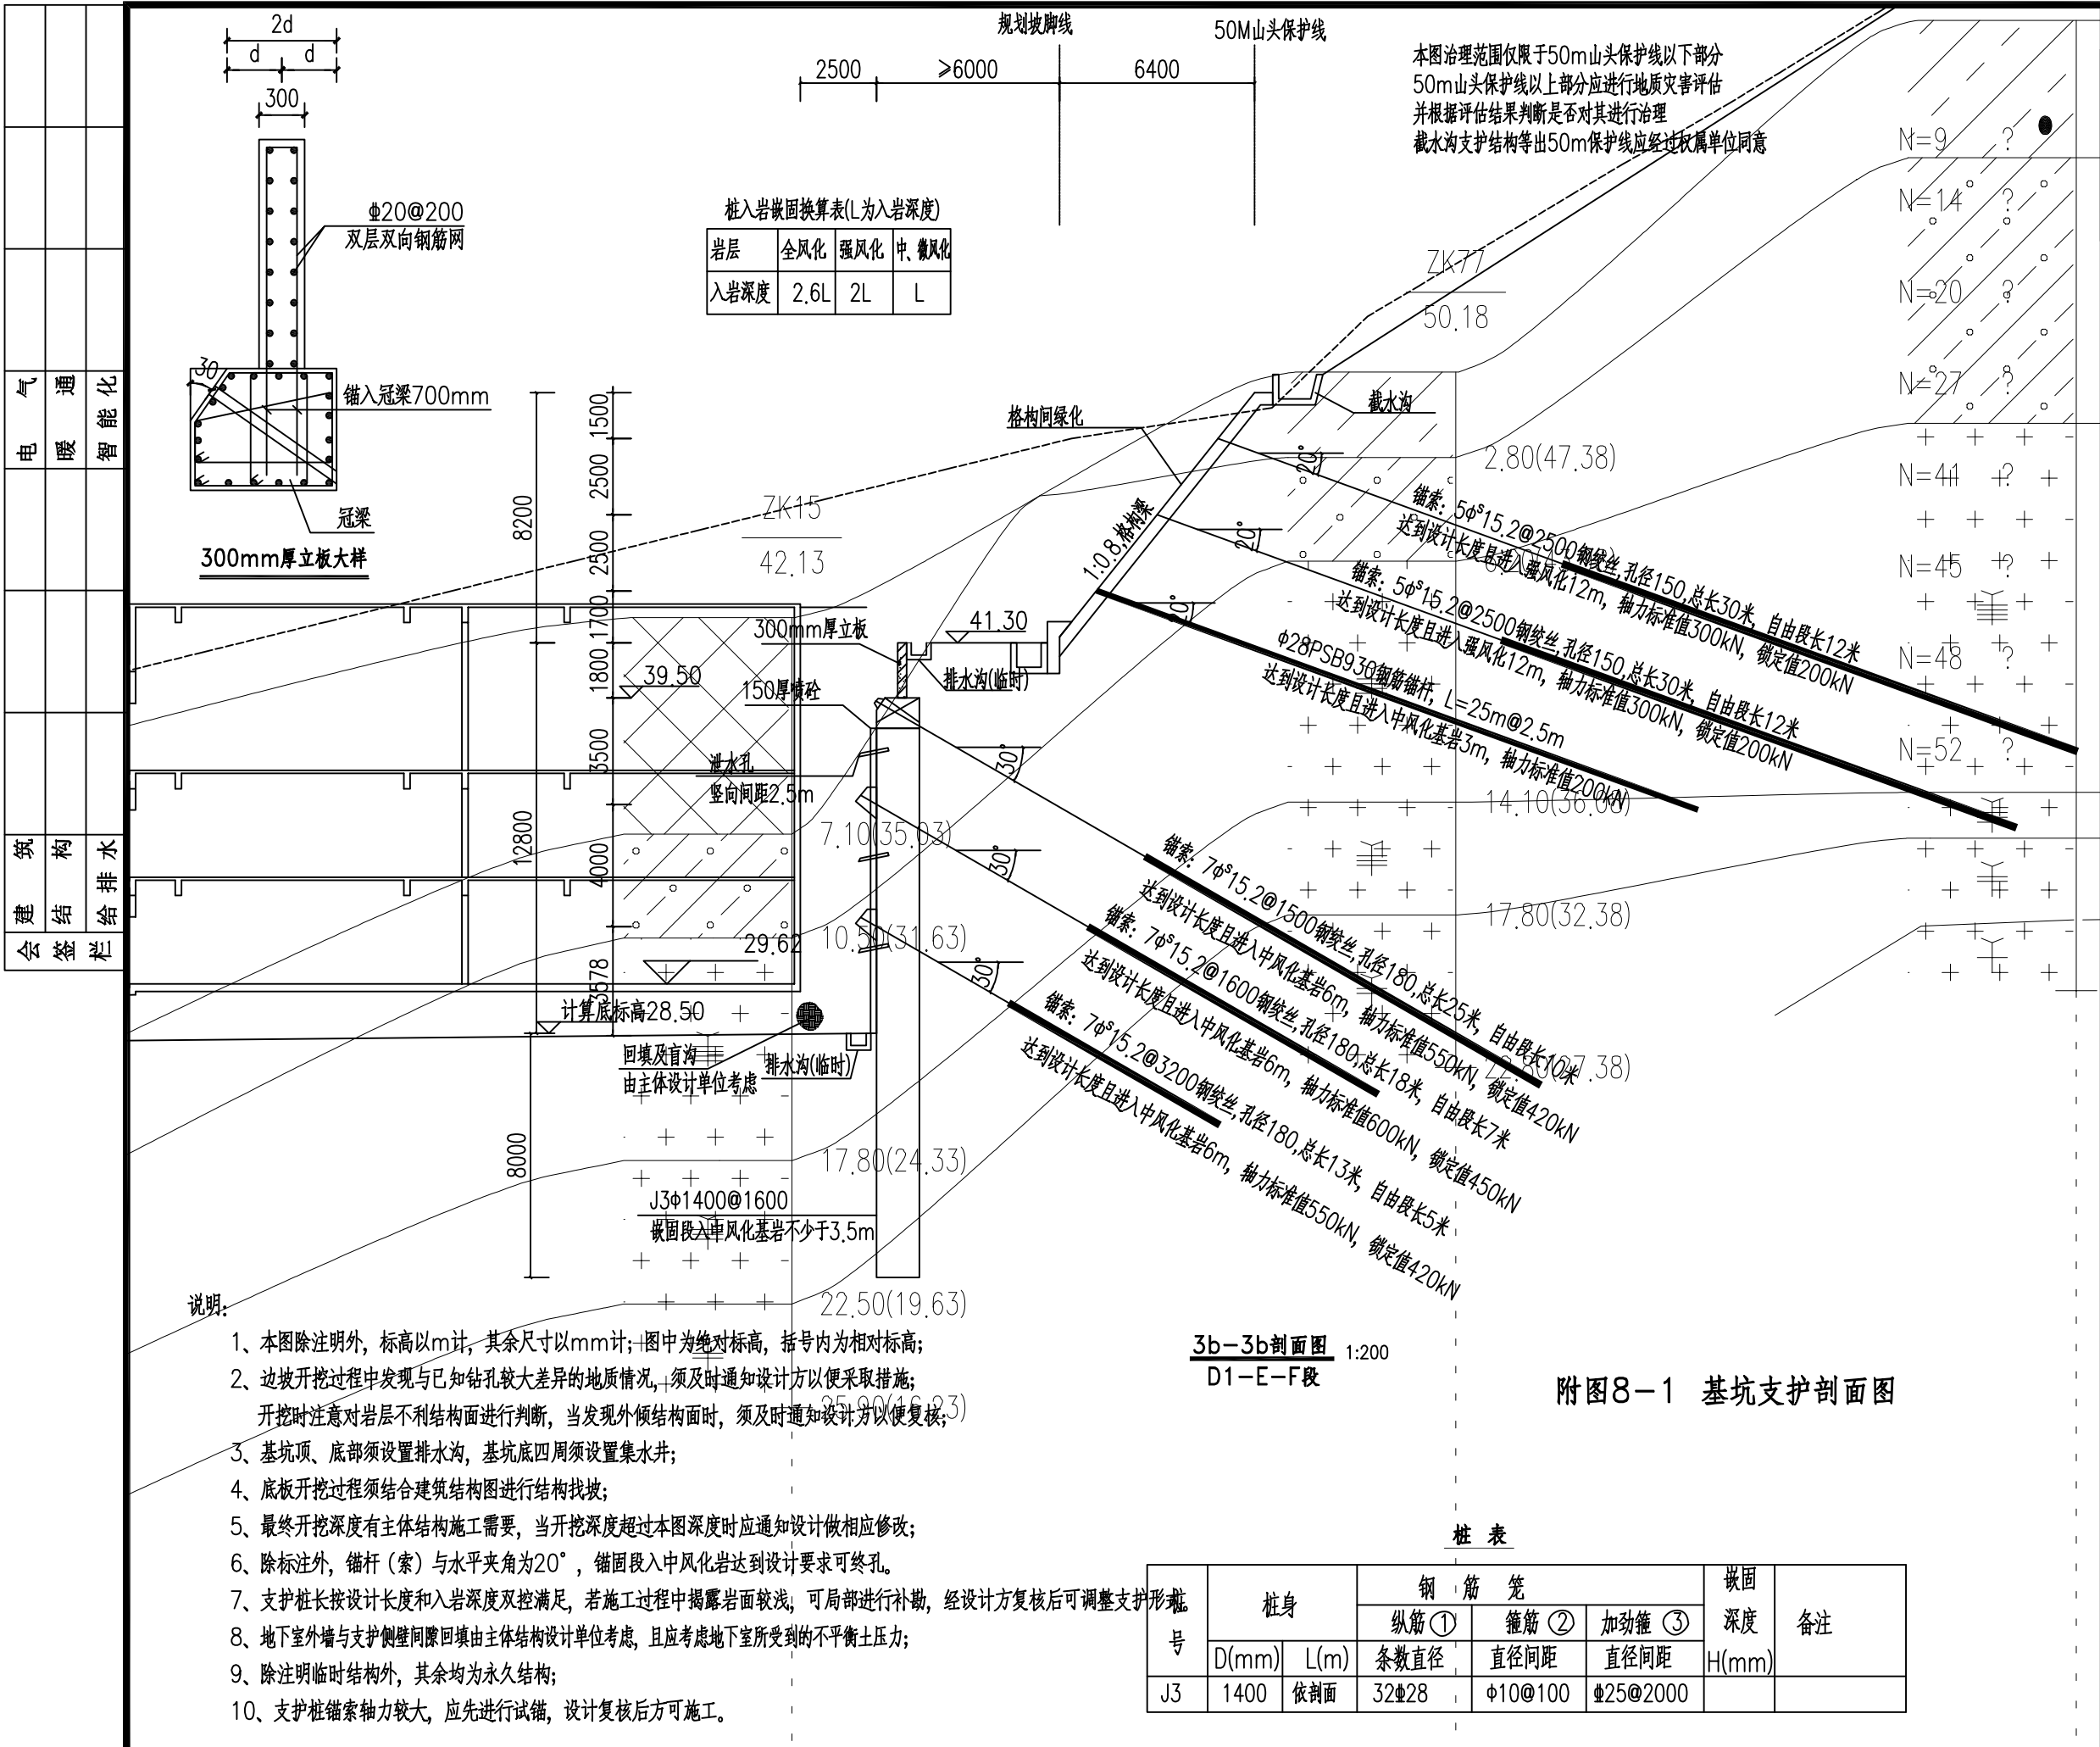 2d
d d
300
⌽20@200
双层双向钢筋网
30
锚入冠梁700mm
冠梁
300mm厚立板大样
规划坡脚线
50M山头保护线
2500 ≥6000 6400
本图治理范围仅限于50m山头保护线以下部分
50m山头保护线以上部分应进行地质灾害评估
并根据评估结果判断是否对其进行治理
截水沟支护结构等出50m保护线应经过权属单位同意
桩入岩嵌固换算表(L为入岩深度)
岩层 全风化 强风化 中、微风化
入岩深度 2.6L 2L L
N=9 ?
N=14 ?
N=20 ?
N=27 ?
N=41 ?
N=45 ?
N=48 ?
N=52 ?
ZK77
50.18
截水沟
格构间绿化
1:0.8,格构梁
20°
20°
20°
2.80(47.38)
14.10(36.08)
17.80(32.38)
22.80(27.38)
锚索：5φˢ15.2@2500钢绞丝,孔径150,总长30米，自由段长12米
达到设计长度且进入强风化12m，轴力标准值300kN，锁定值200kN
锚索：5φˢ15.2@2500钢绞丝,孔径150,总长30米，自由段长12米
达到设计长度且进入强风化12m，轴力标准值300kN，锁定值200kN
φ28PSB930钢筋锚杆，L=25m@2.5m
达到设计长度且进入中风化基岩3m，轴力标准值200kN
ZK15
42.13
8200
12800
8000
1500
2500
2500
1700
1800
3500
4000
3578
300mm厚立板
41.30
39.50
150厚喷砼
排水沟(临时)
泄水孔
竖向间距2.5m
7.10(35.03)
10.50(31.63)
29.62
计算底标高28.50
回填及盲沟
由主体设计单位考虑
排水沟(临时)
30°
30°
30°
锚索：7φˢ15.2@1500钢绞丝,孔径180,总长25米，自由段长10米
达到设计长度且进入中风化基岩6m，轴力标准值550kN，锁定值420kN
锚索：7φˢ15.2@1600钢绞丝,孔径180,总长18米，自由段长7米
达到设计长度且进入中风化基岩6m，轴力标准值600kN，锁定值450kN
锚索：7φˢ15.2@3200钢绞丝,孔径180,总长13米，自由段长5米
达到设计长度且进入中风化基岩6m，轴力标准值550kN，锁定值420kN
17.80(24.33)
J3φ1400@1600
嵌固段入中风化基岩不少于3.5m
22.50(19.63)
25.90(16.23)
说明:
1、本图除注明外，标高以m计，其余尺寸以mm计；图中为绝对标高，括号内为相对标高；
2、边坡开挖过程中发现与已知钻孔较大差异的地质情况，须及时通知设计方以便采取措施；
开挖时注意对岩层不利结构面进行判断，当发现外倾结构面时，须及时通知设计方以便复核；
3、基坑顶、底部须设置排水沟，基坑底四周须设置集水井；
4、底板开挖过程须结合建筑结构图进行结构找坡；
5、最终开挖深度有主体结构施工需要，当开挖深度超过本图深度时应通知设计做相应修改；
6、除标注外，锚杆（索）与水平夹角为20°，锚固段入中风化岩达到设计要求可终孔。
7、支护桩长按设计长度和入岩深度双控满足，若施工过程中揭露岩面较浅，可局部进行补勘，经设计方复核后可调整支护形式。
8、地下室外墙与支护侧壁间隙回填由主体结构设计单位考虑，且应考虑地下室所受到的不平衡土压力；
9、除注明临时结构外，其余均为永久结构；
10、支护桩锚索轴力较大，应先进行试锚，设计复核后方可施工。
3b-3b剖面图 1:200
D1-E-F段
附图8-1 基坑支护剖面图
桩 表
桩号 桩身 钢 筋 笼 嵌固深度 备注
纵筋① 箍筋② 加劲箍③
D(mm) L(m) 条数直径 直径间距 直径间距 H(mm)
J3 1400 依剖面 32⌽28 φ10@100 ⌽25@2000
电 气
暖 通
智 能 化
建 筑
结 构
给 排 水
会 签 栏